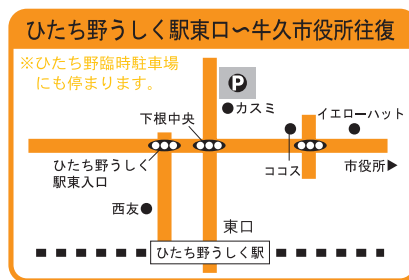 ひたち野うしく駅東口〜牛久市役所往復
※ひたち野臨時駐車場
にも停まります。
P
カスミ
下根中央
イエローハット
ひたち野うしく
駅東入口
ココス
市役所▶
西友
東口
ひたち野うしく駅